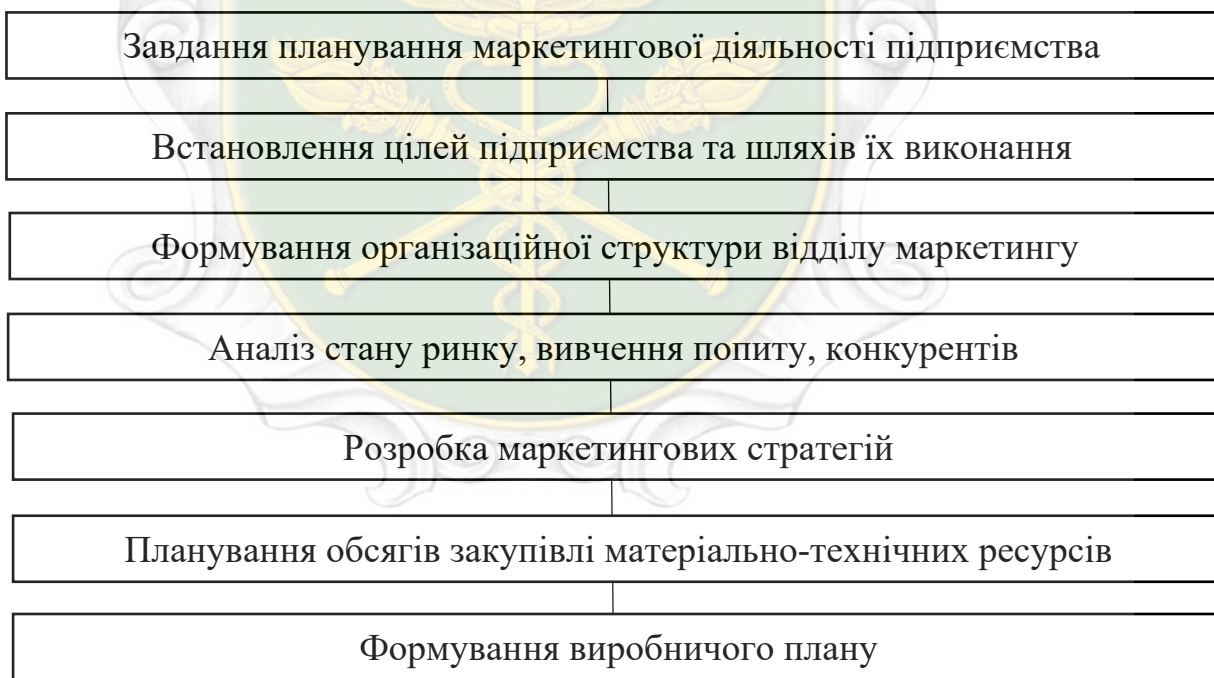 Завдання планування маркетингової діяльності підприємства
Встановлення цілей підприємства та шляхів їх виконання
Формування організаційної структури відділу маркетингу
Аналіз стану ринку, вивчення попиту, конкурентів
Розробка маркетингових стратегій
Планування обсягів закупівлі матеріально-технічних ресурсів
Формування виробничого плану